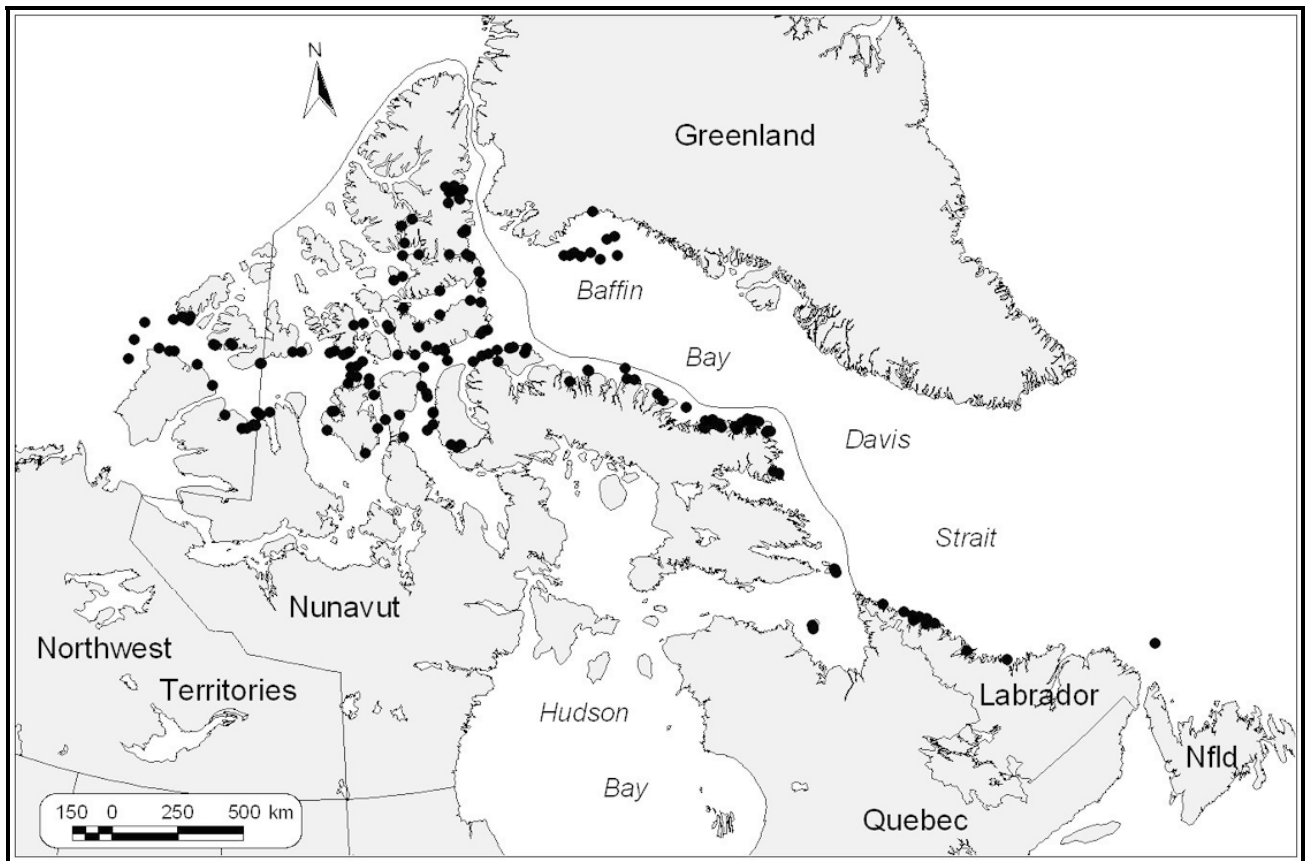 N
Greenland
Baffin
Bay
Davis
Strait
Nunavut
Northwest
Territories
Labrador
Hudson
Nfld
Bay
Quebec
150 0 250 500 km